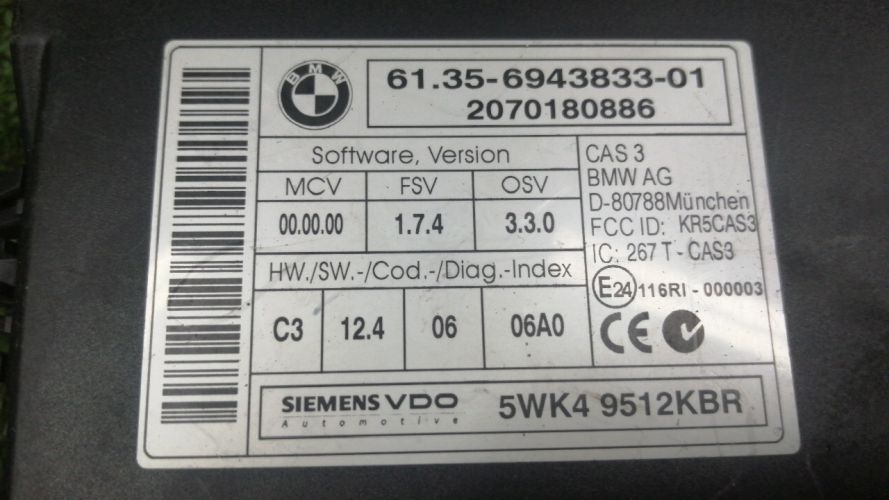 BMW
61.35-6943833-01
2070180886
Software, Version
MCV FSV OSV
00.00.00 1.7.4 3.3.0
HW./SW.-/Cod.-/Diag.-Index
C3 12.4 06 06A0
CAS 3
BMW AG
D-80788München
FCC ID: KR5CAS3
IC: 267 T - CAS3
E24 116RI - 000003
CE
SIEMENS VDO
Automotive
5WK4 9512KBR